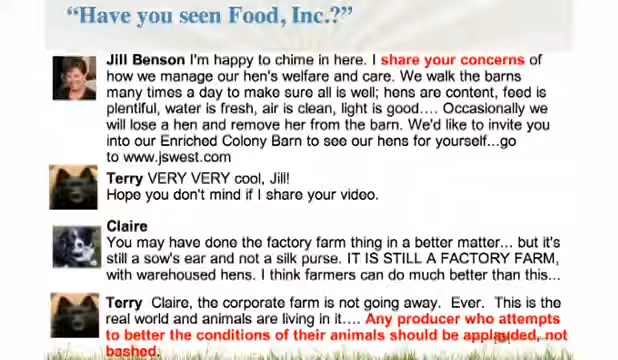 “Have you seen Food, Inc.?”
Jill Benson I'm happy to chime in here. I share your concerns of
how we manage our hen's welfare and care. We walk the barns
many times a day to make sure all is well; hens are content, feed is
plentiful, water is fresh, air is clean, light is good.... Occasionally we
will lose a hen and remove her from the barn. We'd like to invite you
into our Enriched Colony Barn to see our hens for yourself...go
to www.jswest.com
Terry VERY VERY cool, Jill!
Hope you don't mind if I share your video.
Claire
You may have done the factory farm thing in a better matter... but it's
still a sow's ear and not a silk purse. IT IS STILL A FACTORY FARM,
with warehoused hens. I think farmers can do much better than this...
Terry Claire, the corporate farm is not going away. Ever. This is the
real world and animals are living in it.... Any producer who attempts
to better the conditions of their animals should be applauded, not
bashed.